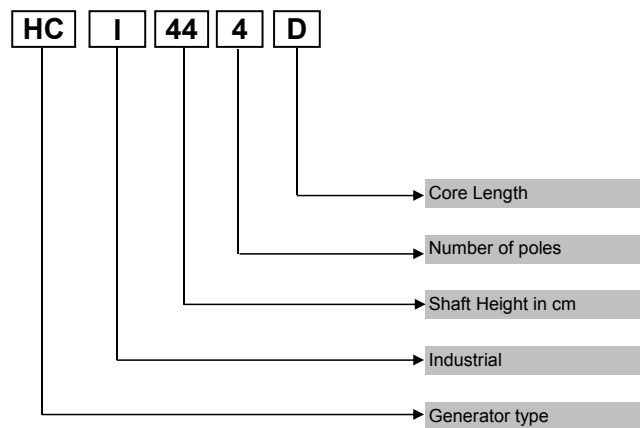 HC I 44 4 D
Core Length
Number of poles
Shaft Height in cm
Industrial
Generator type